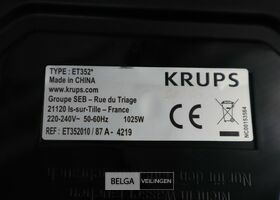 TYPE : ET352*
Made in CHINA
www.krups.com
Groupe SEB – Rue du Triage
21120 Is-sur-Tille – France
220-240V~ 50-60Hz 1025W
REF : ET352010 / 87 A - 4219
KRUPS
CE
NC00153564
BELGA VEILINGEN